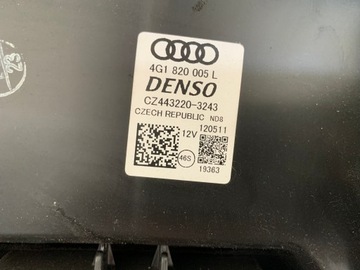 4G1 820 005 L
DENSO
CZ443220-3243
CZECH REPUBLIC ND8
120511
12V
46S
19363